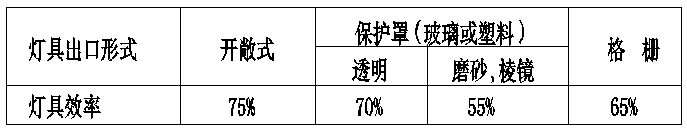 灯具出口形式 开敞式 保护罩(玻璃或塑料) 格 栅
透明 磨砂,棱镜
灯具效率 75% 70% 55% 65%